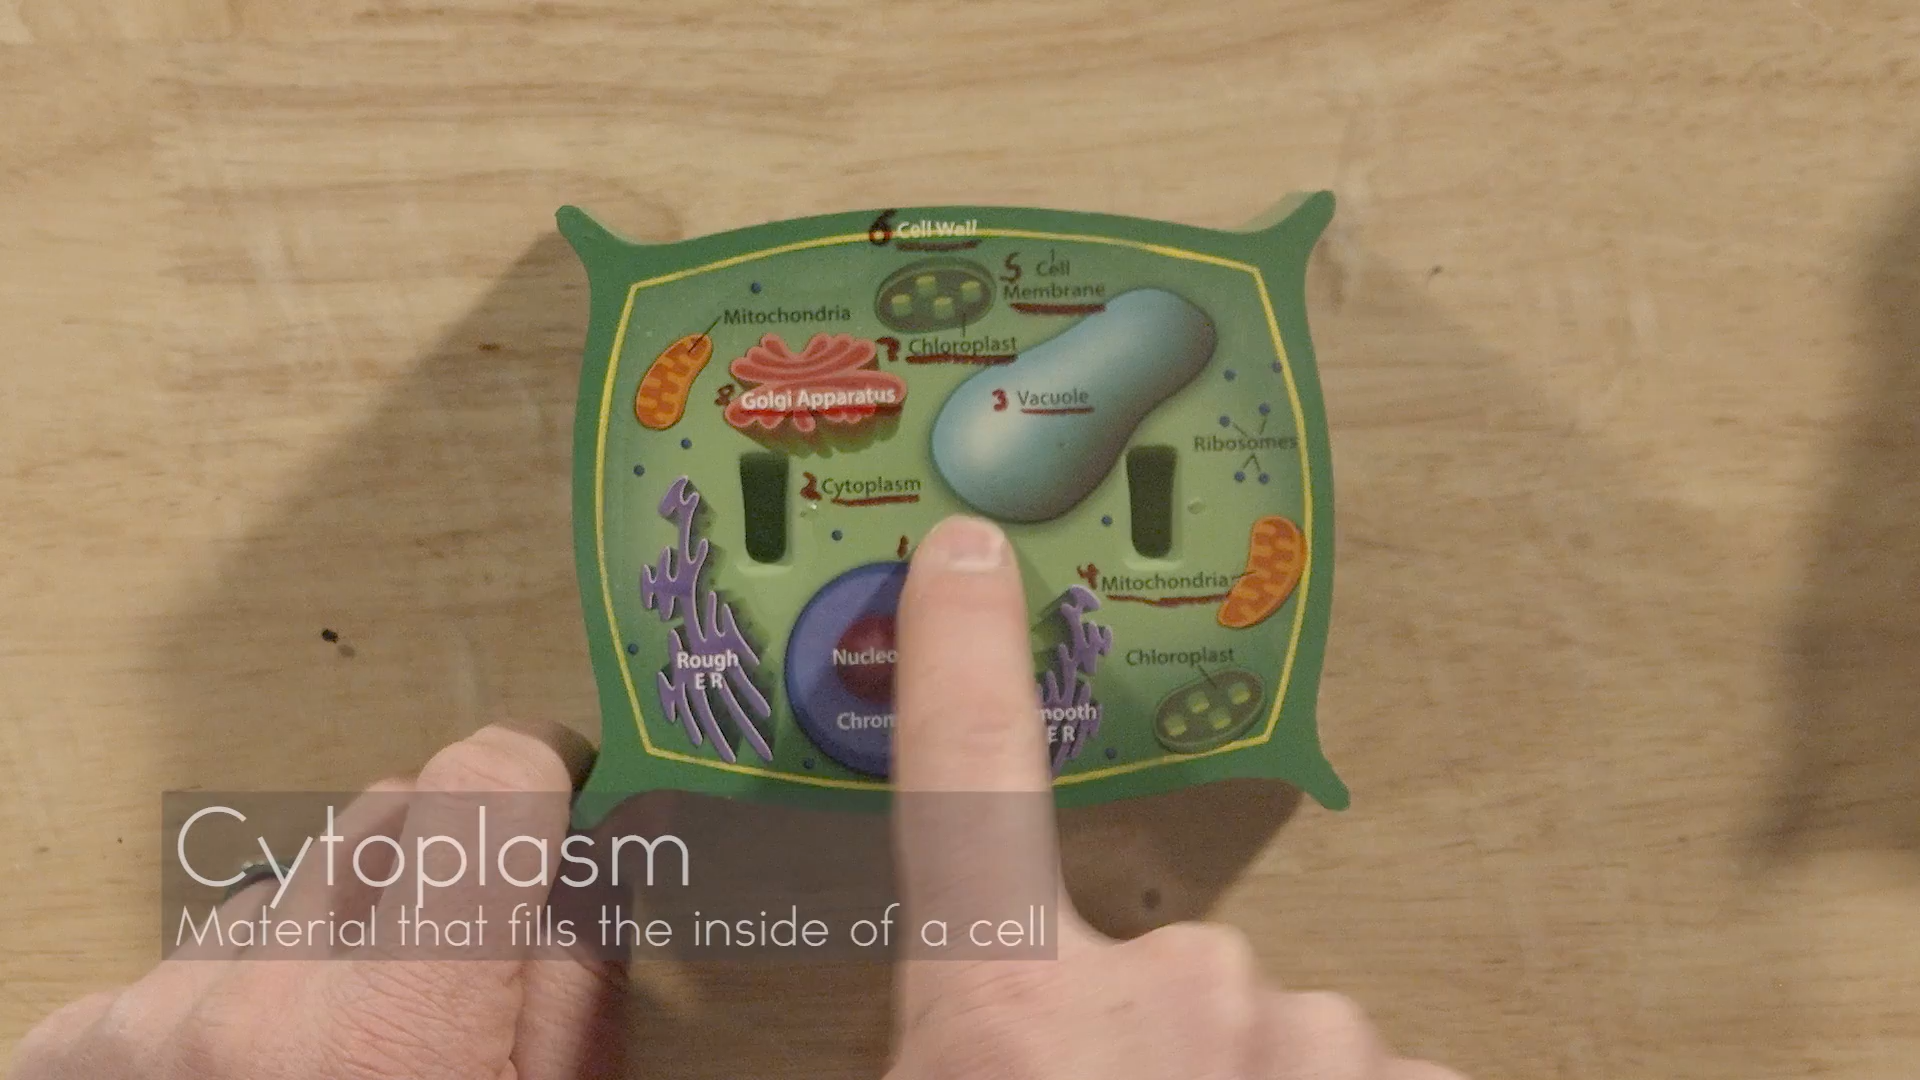 6 Cell Wall
5 Cell
Membrane
Mitochondria
7 Chloroplast
8 Golgi Apparatus
3 Vacuole
Ribosomes
2 Cytoplasm
1
4 Mitochondria
Rough
ER
Chloroplast
ER
Cytoplasm
Material that fills the inside of a cell